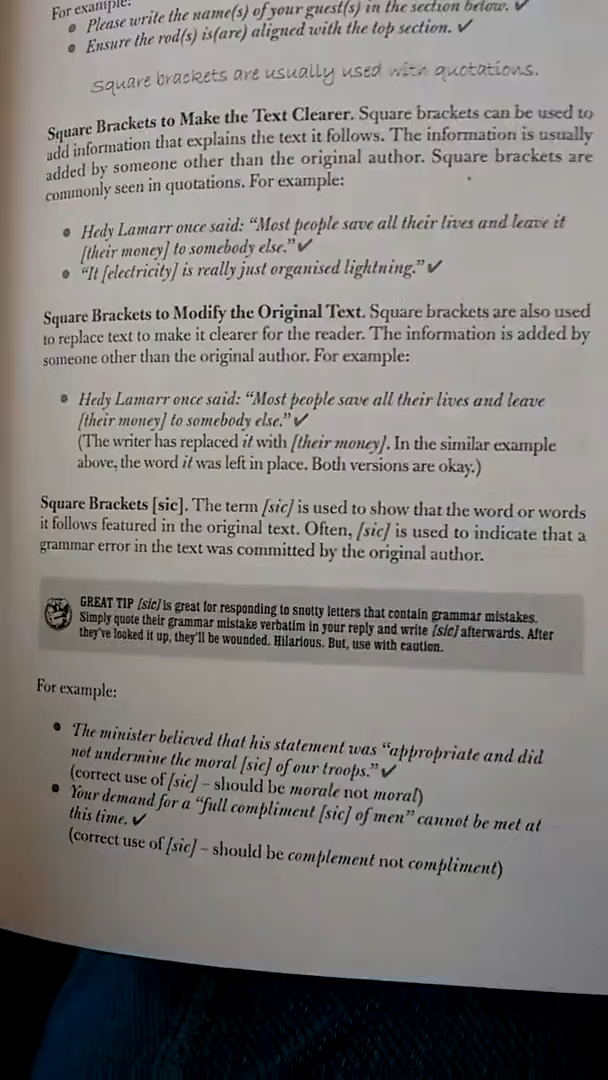 For example:
• Please write the name(s) of your guest(s) in the section below. ✓
• Ensure the rod(s) is(are) aligned with the top section. ✓
Square brackets are usually used with quotations.
Square Brackets to Make the Text Clearer. Square brackets can be used to
add information that explains the text it follows. The information is usually
added by someone other than the original author. Square brackets are
commonly seen in quotations. For example:
• Hedy Lamarr once said: “Most people save all their lives and leave it
[their money] to somebody else.” ✓
• “It [electricity] is really just organised lightning.” ✓
Square Brackets to Modify the Original Text. Square brackets are also used
to replace text to make it clearer for the reader. The information is added by
someone other than the original author. For example:
• Hedy Lamarr once said: “Most people save all their lives and leave
[their money] to somebody else.” ✓
(The writer has replaced it with [their money]. In the similar example
above, the word it was left in place. Both versions are okay.)
Square Brackets [sic]. The term [sic] is used to show that the word or words
it follows featured in the original text. Often, [sic] is used to indicate that a
grammar error in the text was committed by the original author.
GREAT TIP [sic] is great for responding to snotty letters that contain grammar mistakes.
Simply quote their grammar mistake verbatim in your reply and write [sic] afterwards. After
they've looked it up, they'll be wounded. Hilarious. But, use with caution.
For example:
• The minister believed that his statement was “appropriate and did
not undermine the moral [sic] of our troops.” ✓
(correct use of [sic] – should be morale not moral)
• Your demand for a “full compliment [sic] of men” cannot be met at
this time. ✓
(correct use of [sic] – should be complement not compliment)